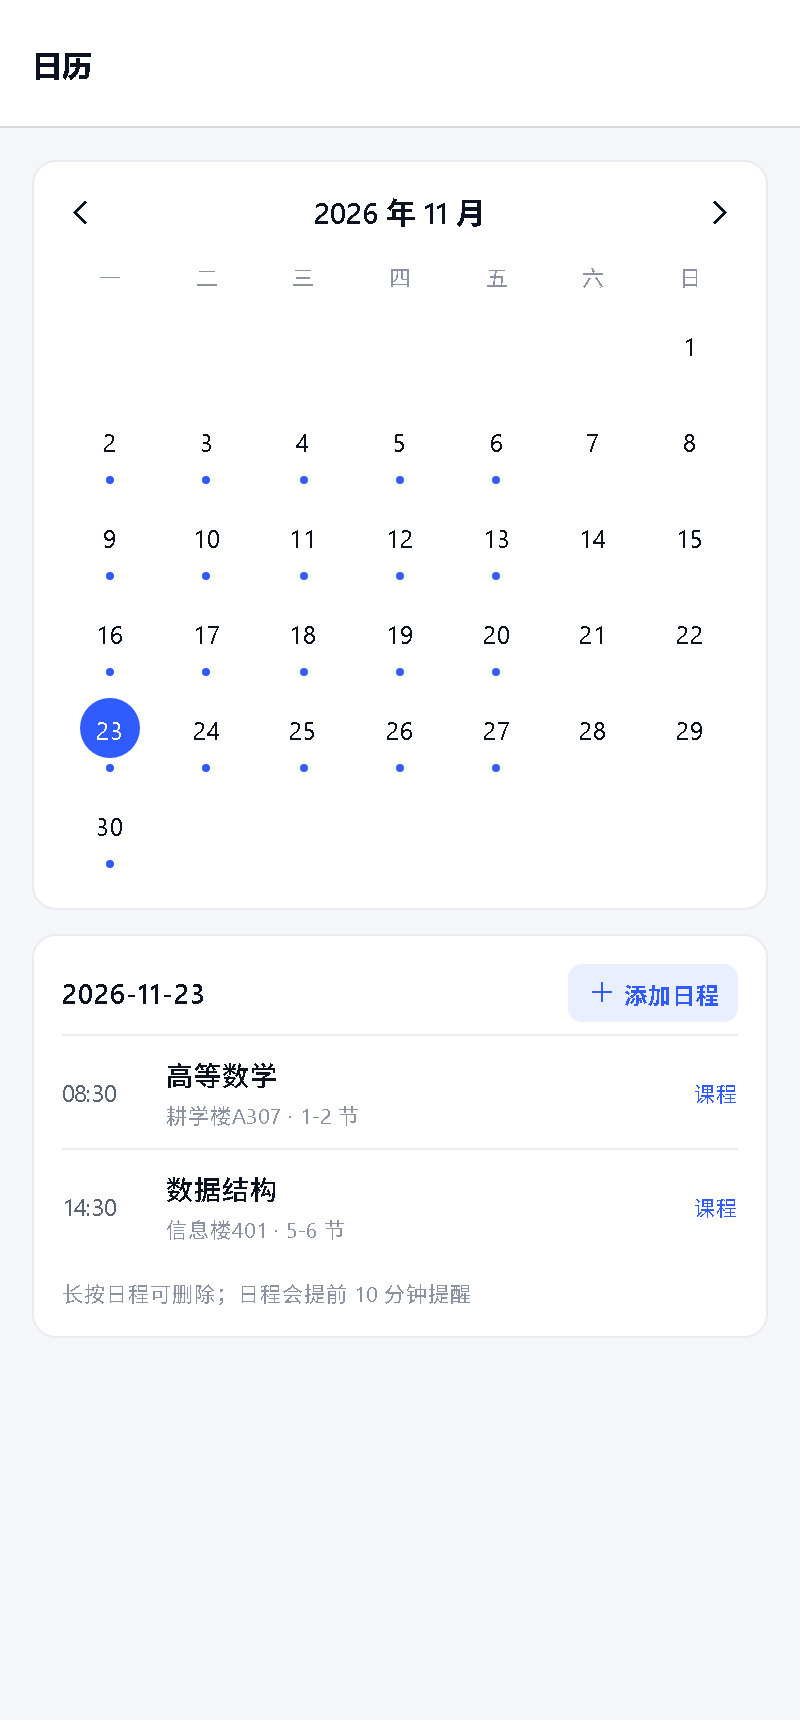 日历
2026 年 11 月
一 二 三 四 五 六 日
1
2 3 4 5 6 7 8
9 10 11 12 13 14 15
16 17 18 19 20 21 22
23 24 25 26 27 28 29
30
2026-11-23
添加日程
高等数学
08:30
课程
耕学楼A307 · 1-2 节
数据结构
14:30
课程
信息楼401 · 5-6 节
长按日程可删除；日程会提前 10 分钟提醒